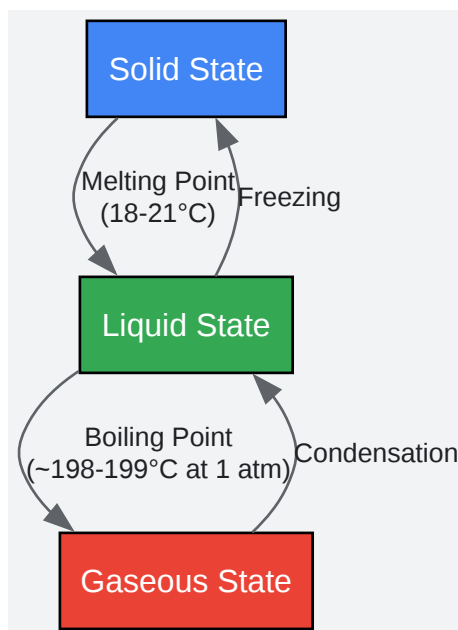 Solid State
Melting Point
(18-21°C)
Freezing
Liquid State
Boiling Point
(~198-199°C at 1 atm)
Condensation
Gaseous State